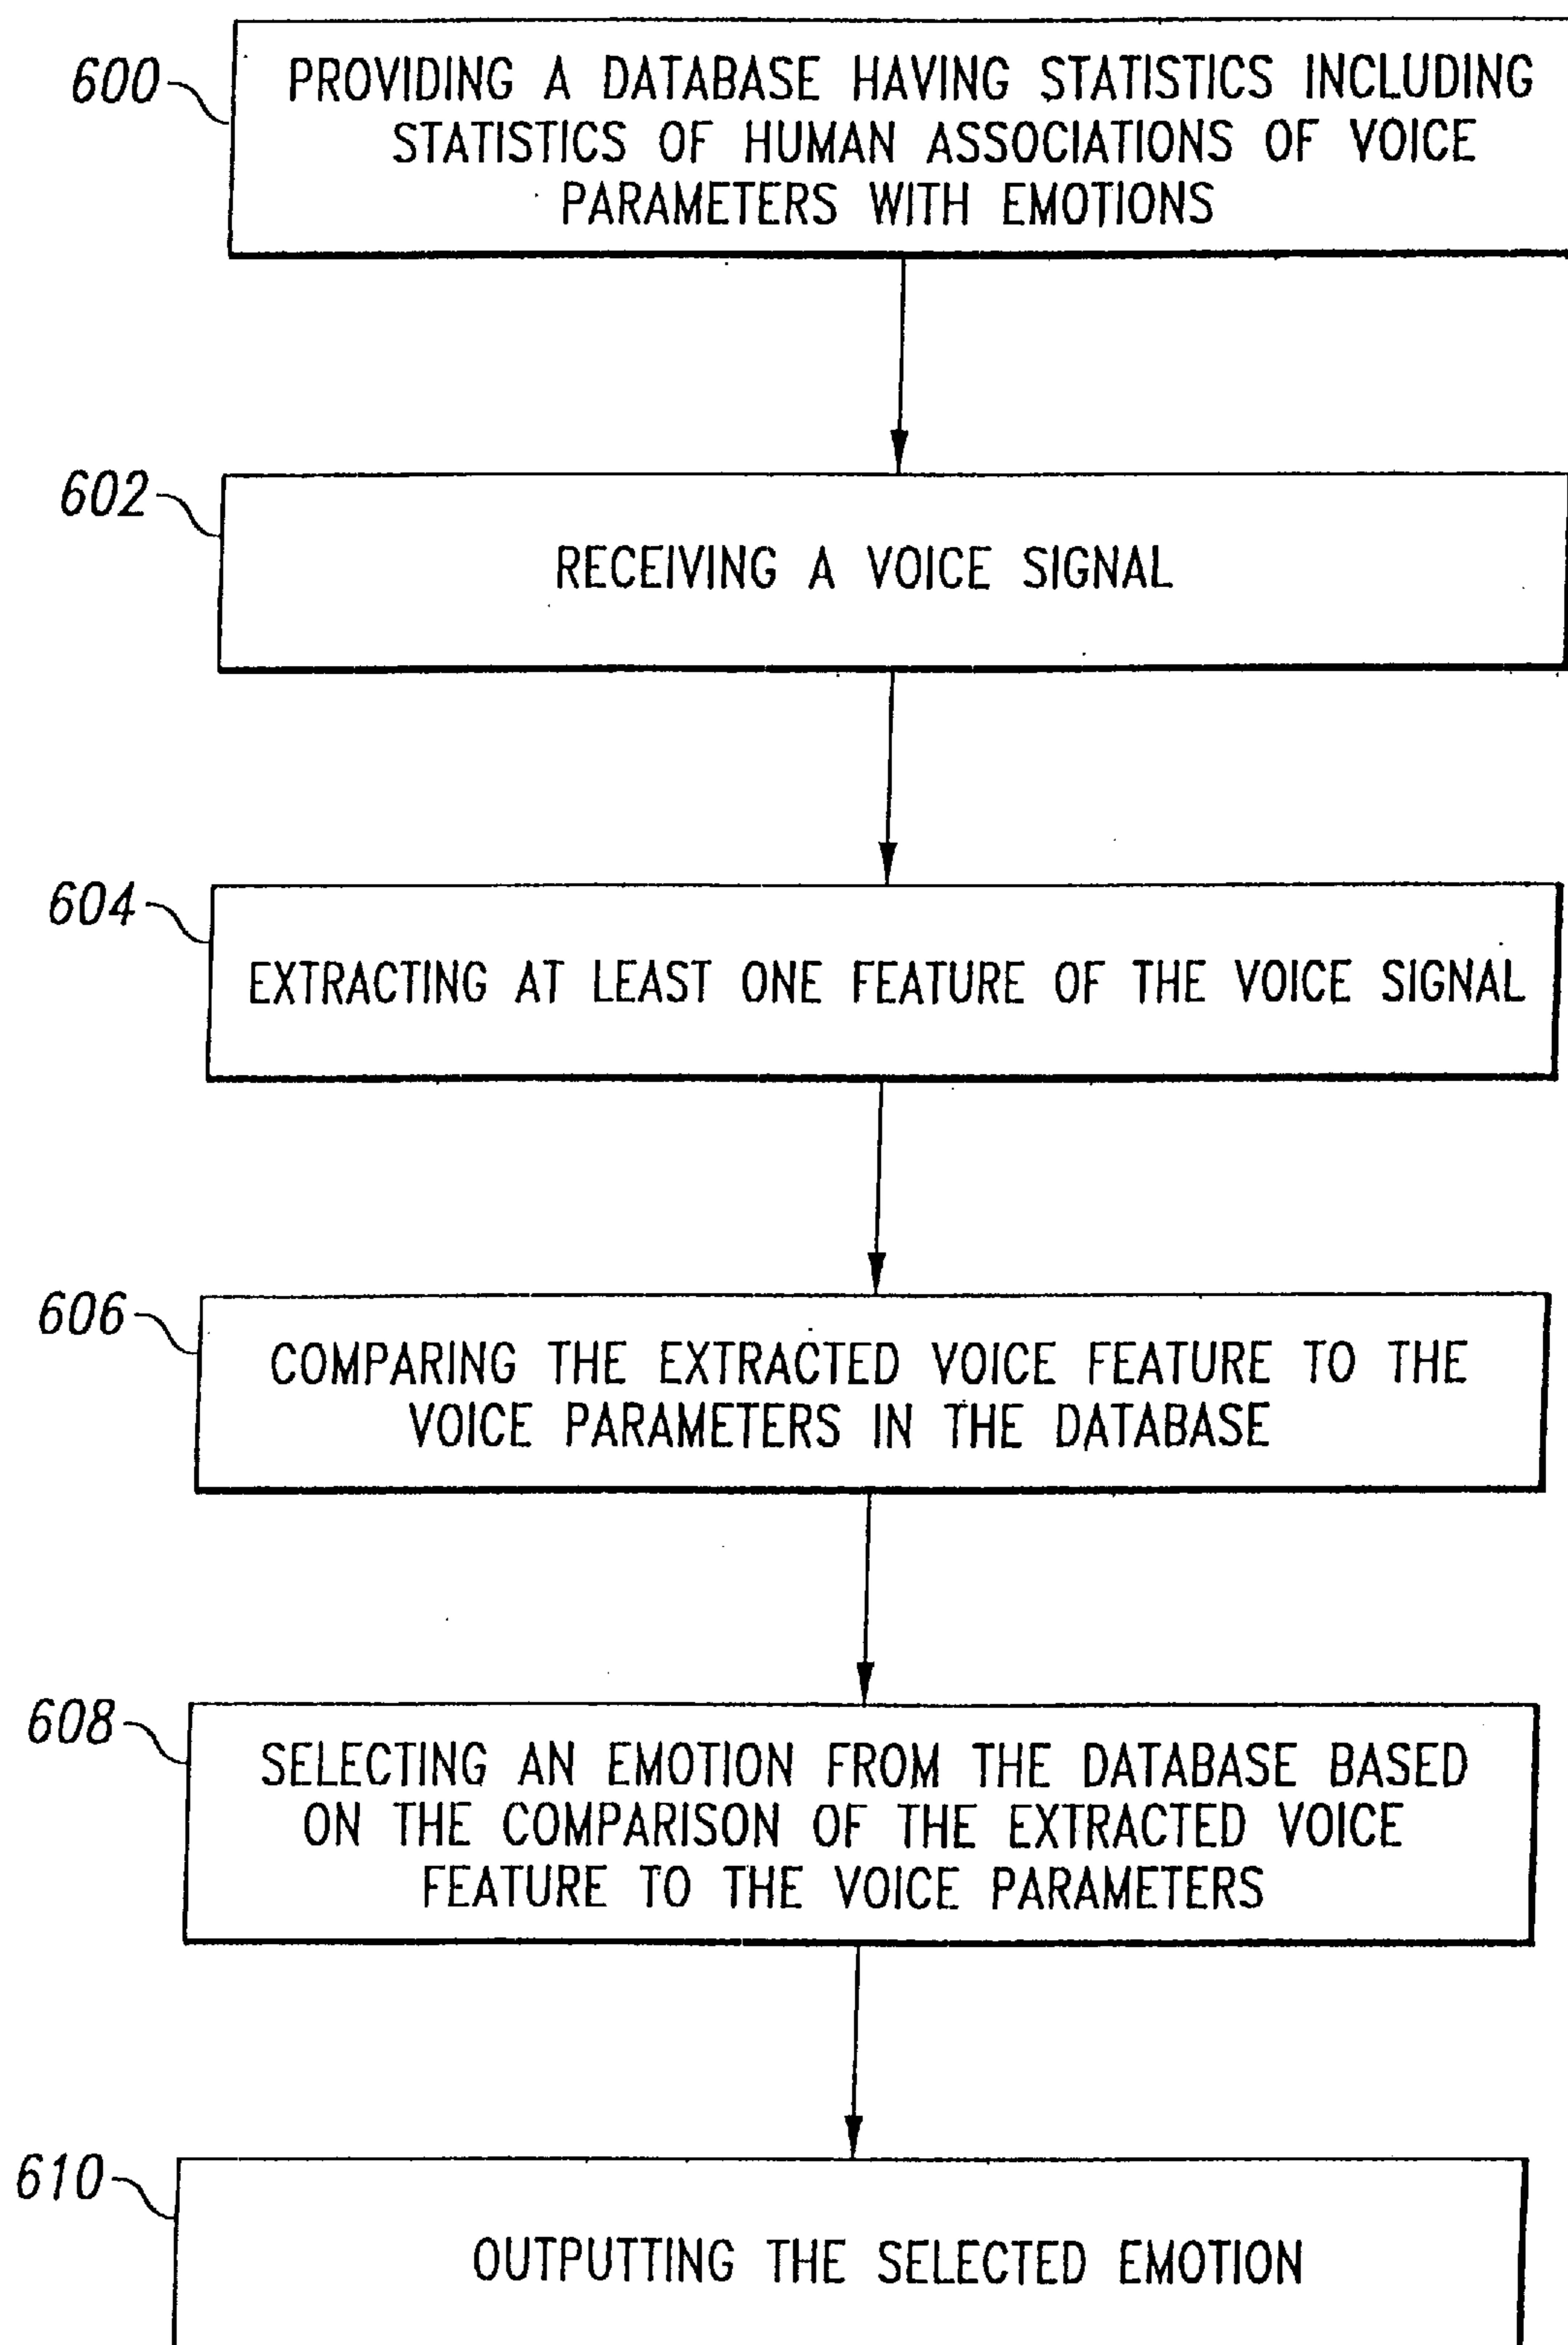 600
PROVIDING A DATABASE HAVING STATISTICS INCLUDING
STATISTICS OF HUMAN ASSOCIATIONS OF VOICE
PARAMETERS WITH EMOTIONS
602
RECEIVING A VOICE SIGNAL
604
EXTRACTING AT LEAST ONE FEATURE OF THE VOICE SIGNAL
606
COMPARING THE EXTRACTED VOICE FEATURE TO THE
VOICE PARAMETERS IN THE DATABASE
608
SELECTING AN EMOTION FROM THE DATABASE BASED
ON THE COMPARISON OF THE EXTRACTED VOICE
FEATURE TO THE VOICE PARAMETERS
610
OUTPUTTING THE SELECTED EMOTION